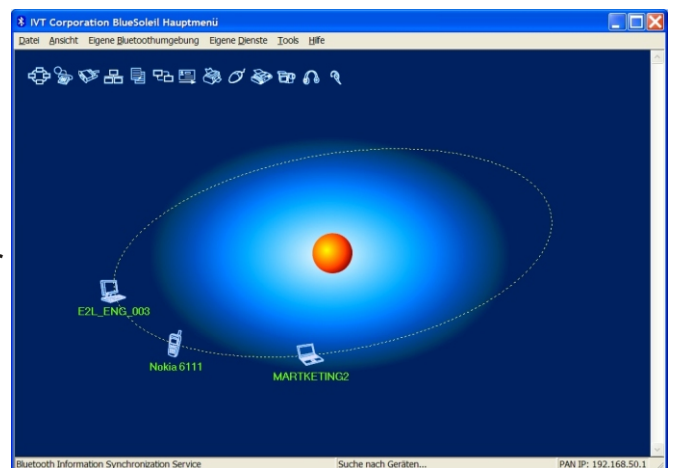 IVT Corporation BlueSoleil Hauptmenü
Datei Ansicht Eigene Bluetoothumgebung Eigene Dienste Tools Hilfe
E2L_ENG_003
Nokia 6111
MARTKETING2
Bluetooth Information Synchronization Service Suche nach Geräten... PAN IP: 192.168.50.1